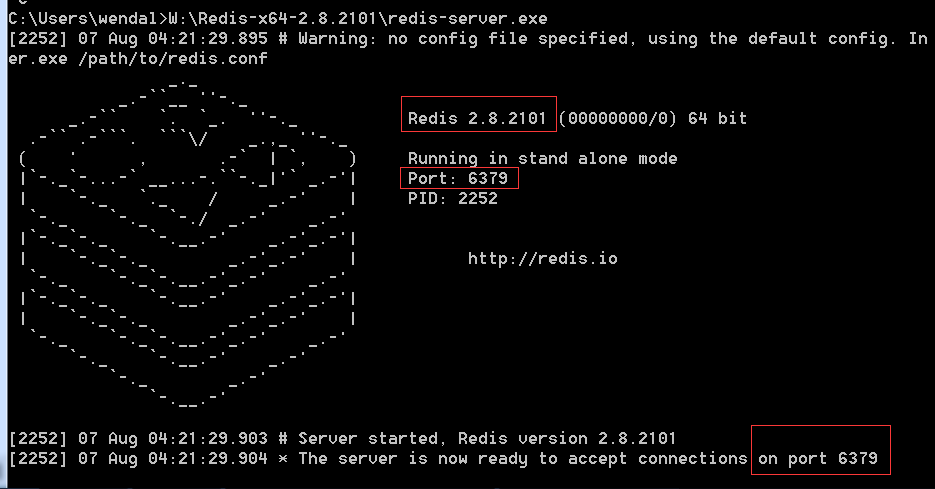 C:\Users\wendal>W:\Redis-x64-2.8.2101\redis-server.exe
[2252] 07 Aug 04:21:29.895 # Warning: no config file specified, using the default config. In
er.exe /path/to/redis.conf
Redis 2.8.2101 (00000000/0) 64 bit
Running in stand alone mode
Port: 6379
PID: 2252
http://redis.io
[2252] 07 Aug 04:21:29.903 # Server started, Redis version 2.8.2101
[2252] 07 Aug 04:21:29.904 * The server is now ready to accept connections on port 6379